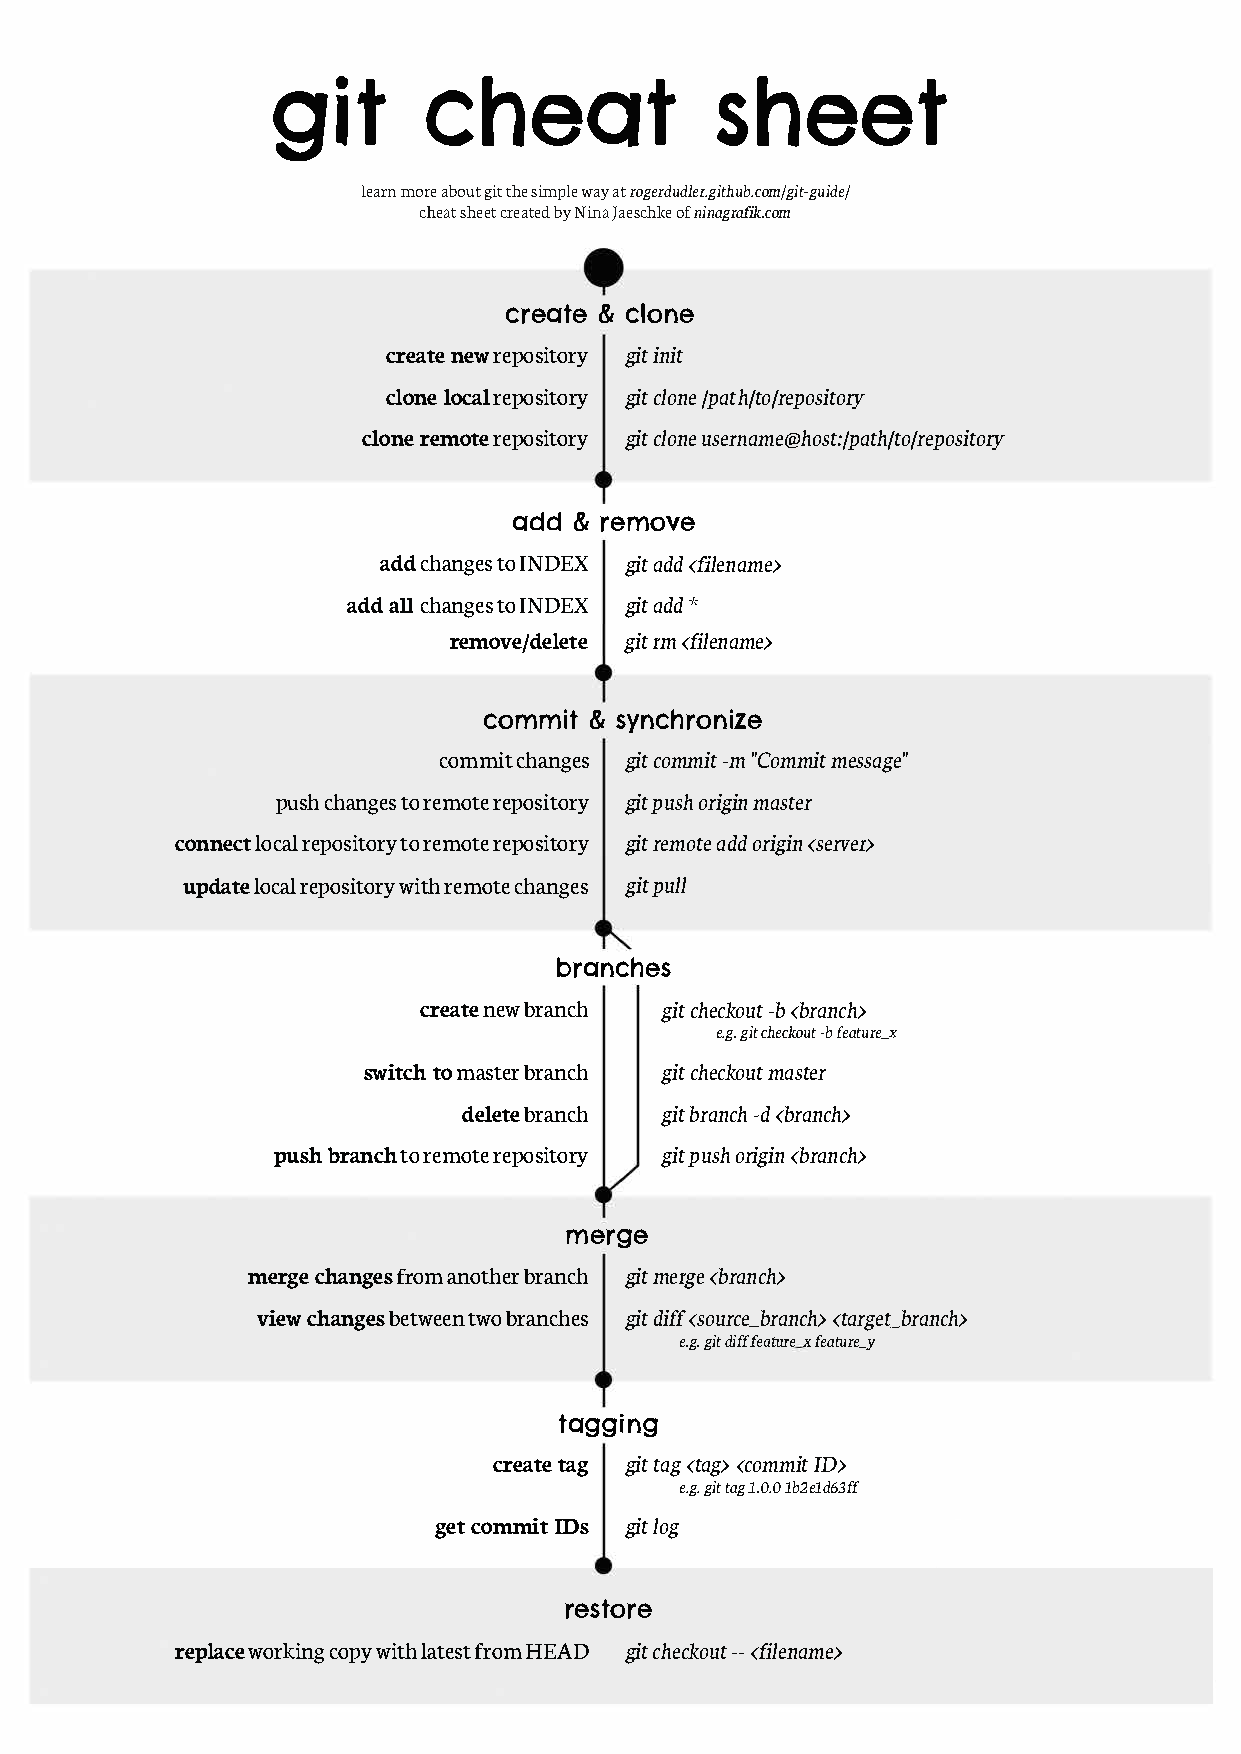 git cheat sheet
learn more about git the simple way at rogerdudler.github.com/git-guide/
cheat sheet created by Nina Jaeschke of ninagrafik.com
create & clone
create new repository git init
clone local repository git clone /path/to/repository
clone remote repository git clone username@host:/path/to/repository
add & remove
add changes to INDEX git add <filename>
add all changes to INDEX git add *
remove/delete git rm <filename>
commit & synchronize
commit changes git commit -m "Commit message"
push changes to remote repository git push origin master
connect local repository to remote repository git remote add origin <server>
update local repository with remote changes git pull
branches
create new branch git checkout -b <branch>
e.g. git checkout -b feature_x
switch to master branch git checkout master
delete branch git branch -d <branch>
push branch to remote repository git push origin <branch>
merge
merge changes from another branch git merge <branch>
view changes between two branches git diff <source_branch> <target_branch>
e.g. git diff feature_x feature_y
tagging
create tag git tag <tag> <commit ID>
e.g. git tag 1.0.0 1b2e1d63ff
get commit IDs git log
restore
replace working copy with latest from HEAD git checkout -- <filename>